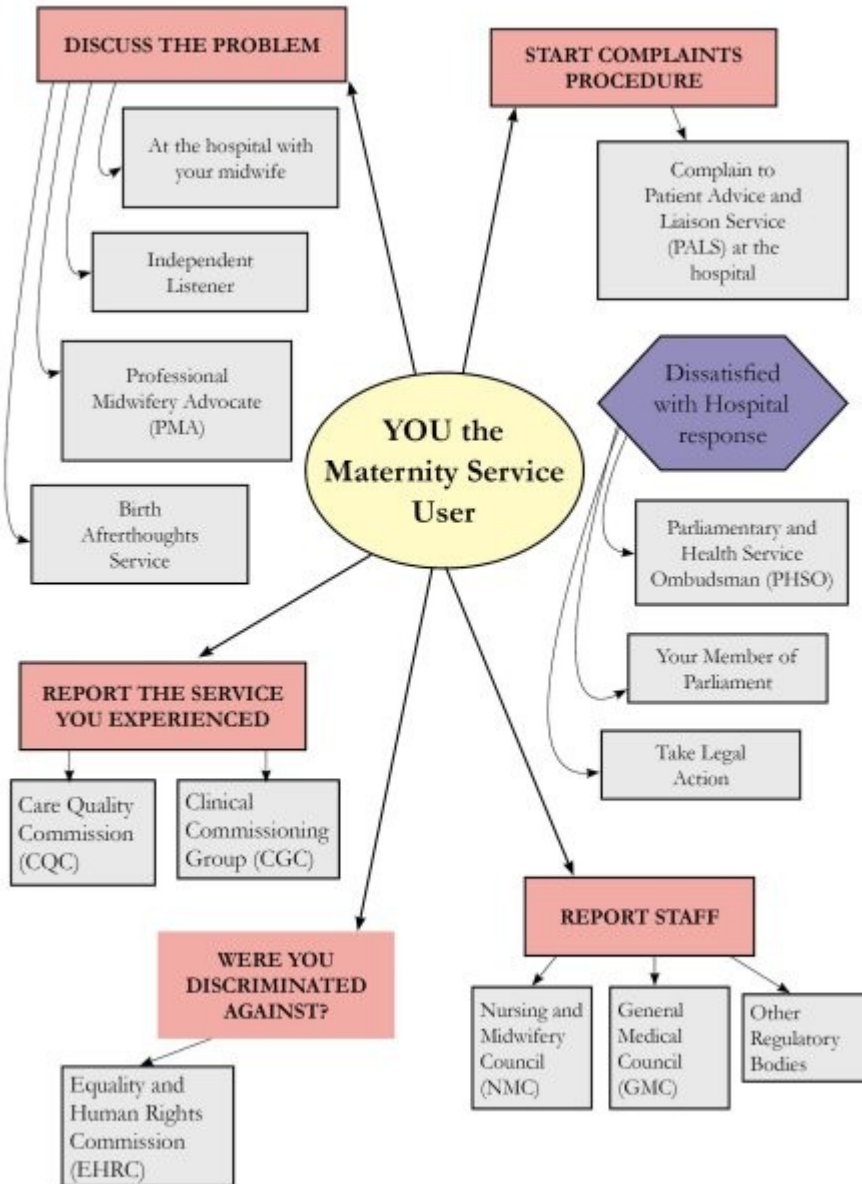 DISCUSS THE PROBLEM
At the hospital with
your midwife
Independent
Listener
Professional
Midwifery Advocate
(PMA)
Birth
Afterthoughts
Service
START COMPLAINTS
PROCEDURE
Complain to
Patient Advice and
Liaison Service
(PALS) at the
hospital
Dissatisfied
with Hospital
response
Parliamentary and
Health Service
Ombudsman (PHSO)
Your Member of
Parliament
Take Legal
Action
YOU the
Maternity Service
User
REPORT THE SERVICE
YOU EXPERIENCED
Care Quality
Commission
(CQC)
Clinical
Commissioning
Group (CGC)
WERE YOU
DISCRIMINATED
AGAINST?
Equality and
Human Rights
Commission
(EHRC)
REPORT STAFF
Nursing and
Midwifery
Council
(NMC)
General
Medical
Council
(GMC)
Other
Regulatory
Bodies